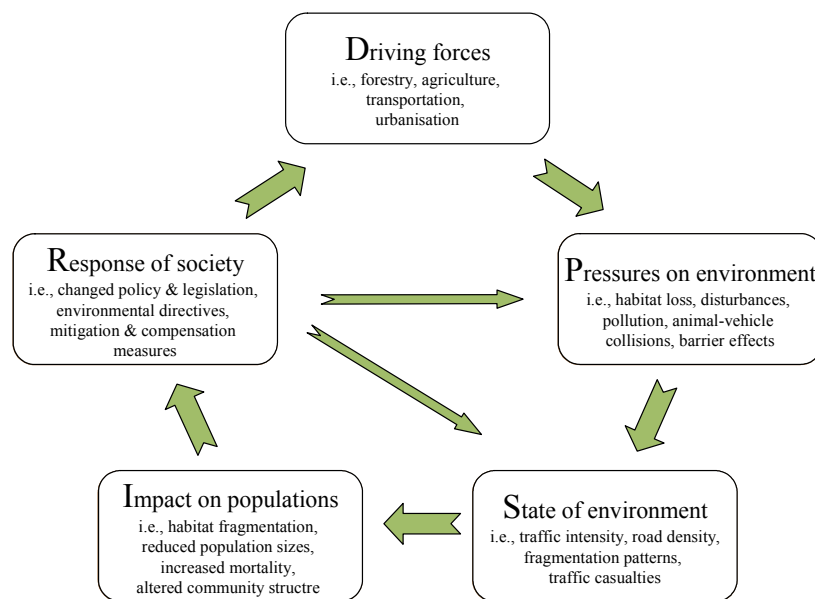 Driving forces
i.e., forestry, agriculture,
transportation,
urbanisation
Response of society
i.e., changed policy & legislation,
environmental directives,
mitigation & compensation
measures
Pressures on environment
i.e., habitat loss, disturbances,
pollution, animal-vehicle
collisions, barrier effects
Impact on populations
i.e., habitat fragmentation,
reduced population sizes,
increased mortality,
altered community structre
State of environment
i.e., traffic intensity, road density,
fragmentation patterns,
traffic casualties